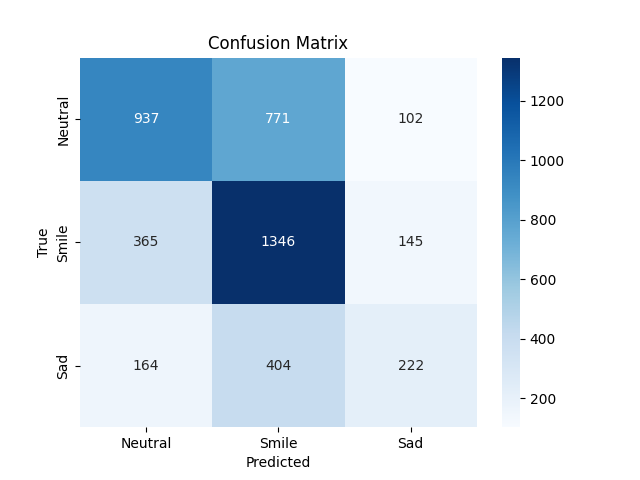 Confusion Matrix
Neutral 937 771 102
True
Smile 365 1346 145
Sad 164 404 222
Neutral Smile Sad
Predicted
1200
1000
800
600
400
200